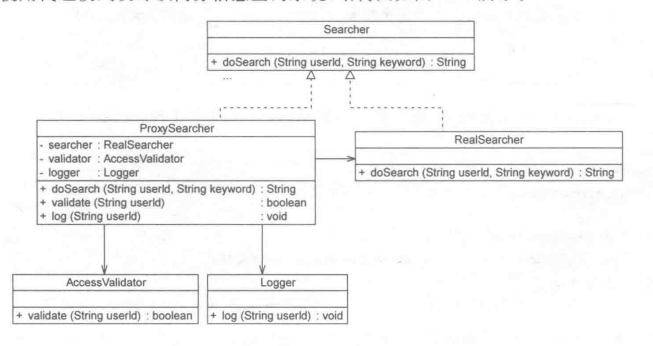 Searcher
+ doSearch (String userId, String keyword) : String
...
ProxySearcher
- searcher : RealSearcher
- validator : AccessValidator
- logger : Logger
+ doSearch (String userId, String keyword) : String
+ validate (String userId) : boolean
+ log (String userId) : void
RealSearcher
+ doSearch (String userId, String keyword) : String
AccessValidator
+ validate (String userId) : boolean
Logger
+ log (String userId) : void